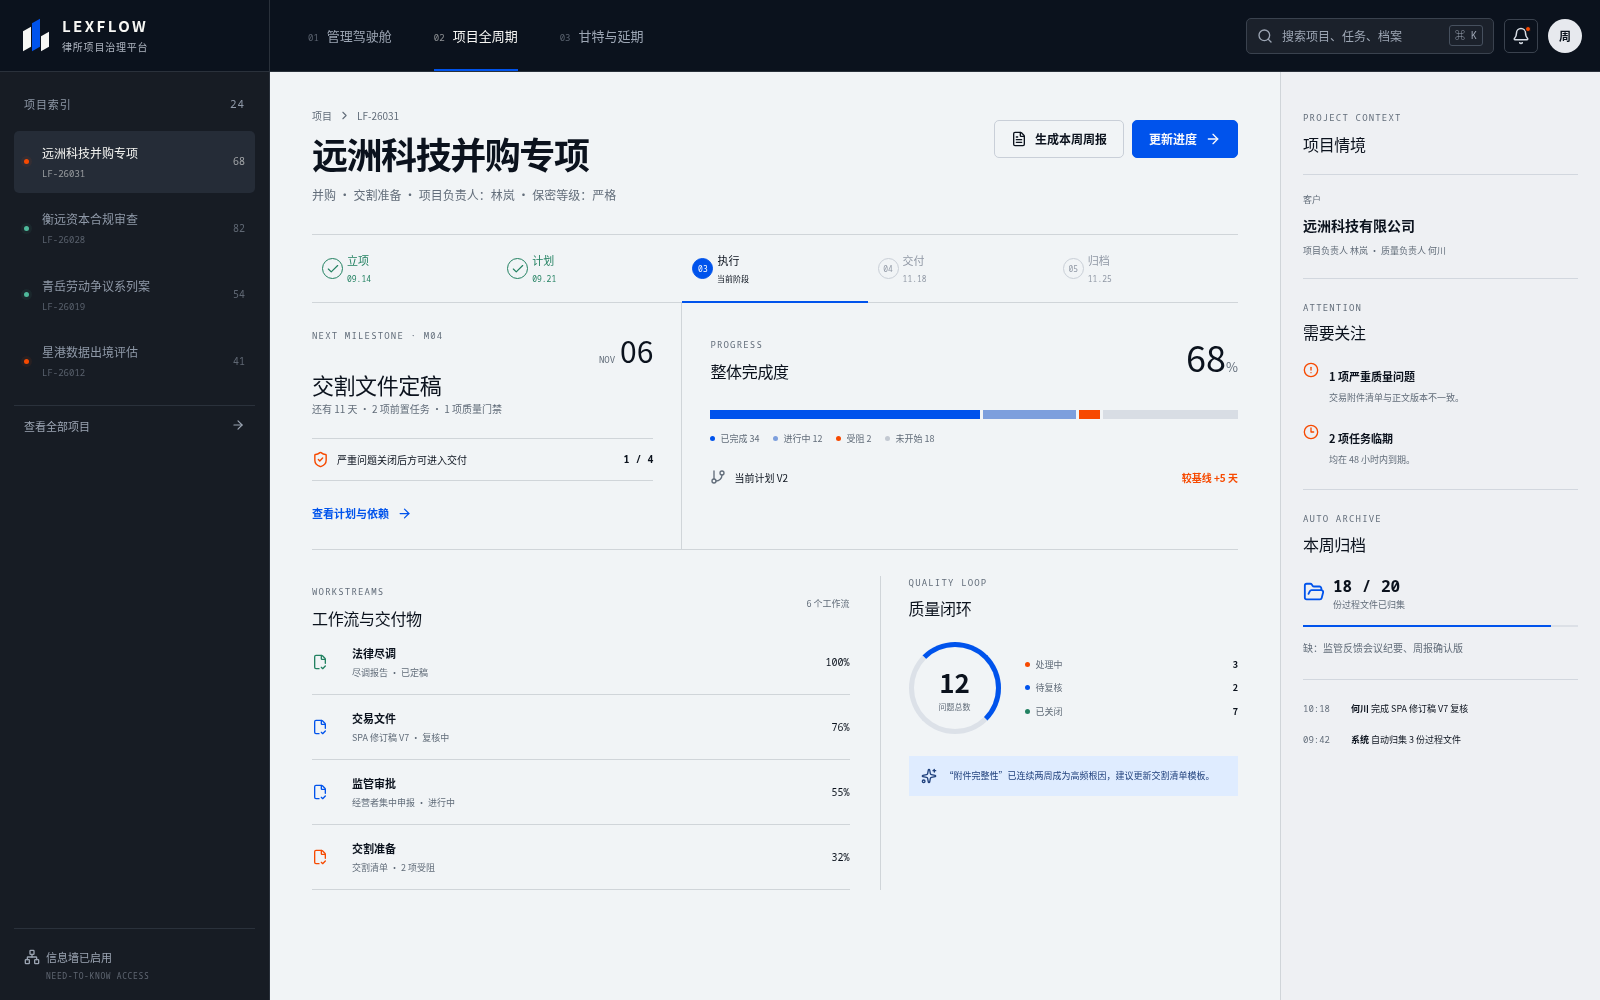 LEXFLOW
律所项目治理平台
01 管理驾驶舱
02 项目全周期
03 甘特与延期
搜索项目、任务、档案
⌘ K
周
项目索引 24
远洲科技并购专项
LF-26031
68
衡远资本合规审查
LF-26028
82
青岳劳动争议系列案
LF-26019
54
星港数据出境评估
LF-26012
41
查看全部项目
信息墙已启用
NEED-TO-KNOW ACCESS
项目 > LF-26031
远洲科技并购专项
并购 • 交割准备 • 项目负责人：林岚 • 保密等级：严格
生成本周周报
更新进度
立项
09.14
计划
09.21
03
执行
当前阶段
04
交付
11.18
05
归档
11.25
NEXT MILESTONE · M04
NOV 06
交割文件定稿
还有 11 天 • 2 项前置任务 • 1 项质量门禁
严重问题关闭后方可进入交付 1 / 4
查看计划与依赖
PROGRESS
整体完成度
68%
已完成 34 进行中 12 受阻 2 未开始 18
当前计划 V2 较基线 +5 天
WORKSTREAMS
工作流与交付物
6 个工作流
法律尽调
尽调报告 • 已定稿
100%
交易文件
SPA 修订稿 V7 • 复核中
76%
监管审批
经营者集中申报 • 进行中
55%
交割准备
交割清单 • 2 项受阻
32%
QUALITY LOOP
质量闭环
12
问题总数
处理中 3
待复核 2
已关闭 7
“附件完整性”已连续两周成为高频根因，建议更新交割清单模板。
PROJECT CONTEXT
项目情境
客户
远洲科技有限公司
项目负责人 林岚 • 质量负责人 何川
ATTENTION
需要关注
1 项严重质量问题
交易附件清单与正文版本不一致。
2 项任务临期
均在 48 小时内到期。
AUTO ARCHIVE
本周归档
18 / 20
份过程文件已归集
缺：监管反馈会议纪要、周报确认版
10:18 何川 完成 SPA 修订稿 V7 复核
09:42 系统 自动归集 3 份过程文件